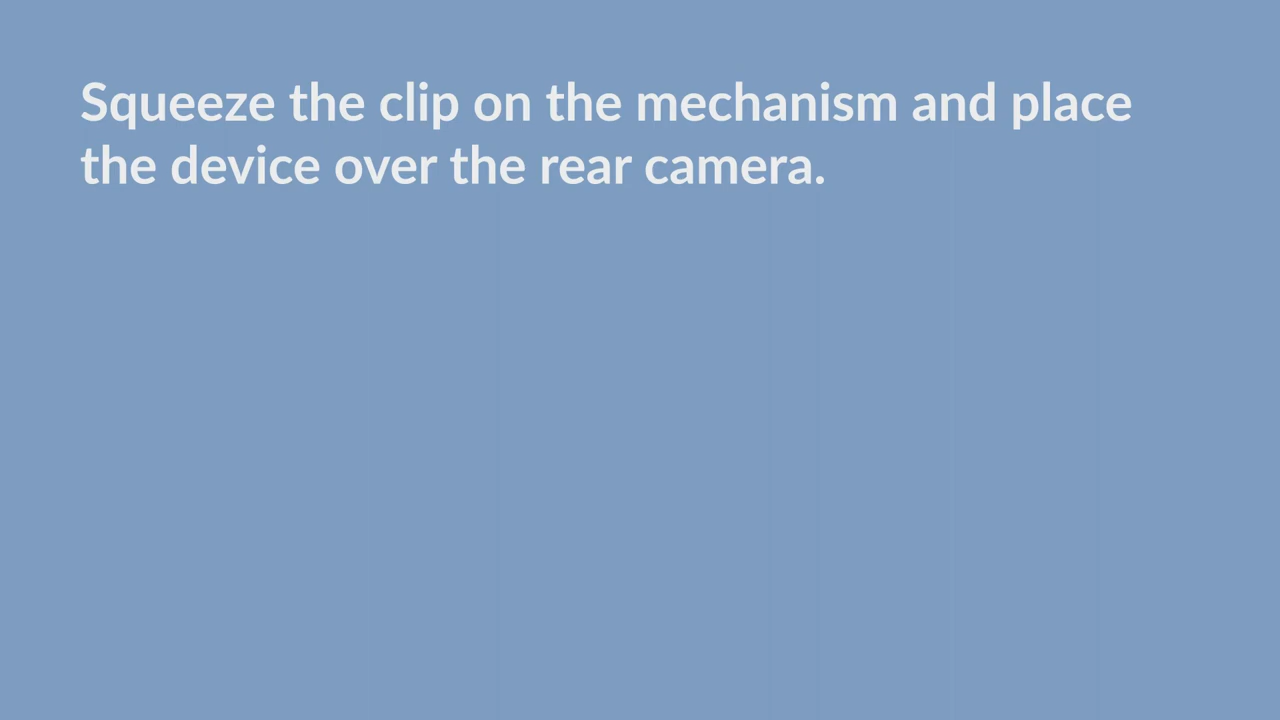 Squeeze the clip on the mechanism and place
the device over the rear camera.